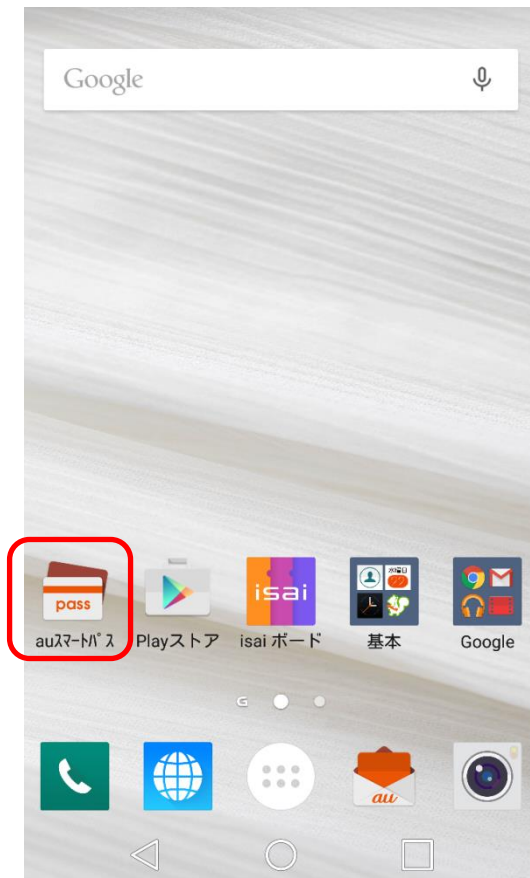 Google
pass
isai
auｽﾏｰﾄﾊﾟｽ
Playストア
isai ボード
基本
Google
G
au